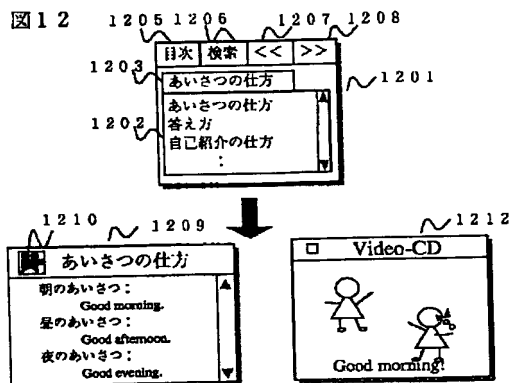 図12
1205 1206 1207 1208
目次 検索 << >>
1203
あいさつの仕方
1201
あいさつの仕方
1202
答え方
自己紹介の仕方
:
1210 1209
あいさつの仕方
朝のあいさつ:
Good morning.
昼のあいさつ:
Good afternoon.
夜のあいさつ:
Good evening.
1212
Video-CD
Good morning!